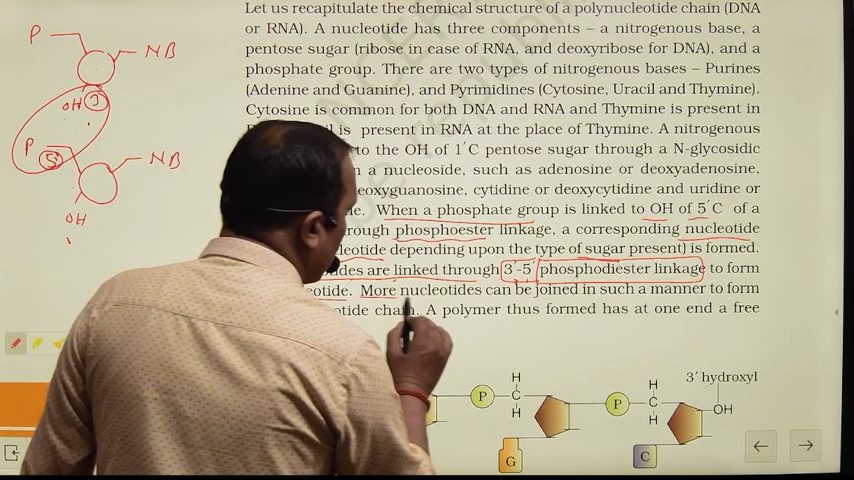 Let us recapitulate the chemical structure of a polynucleotide chain (DNA
or RNA). A nucleotide has three components – a nitrogenous base, a
pentose sugar (ribose in case of RNA, and deoxyribose for DNA), and a
phosphate group. There are two types of nitrogenous bases – Purines
(Adenine and Guanine), and Pyrimidines (Cytosine, Uracil and Thymine).
Cytosine is common for both DNA and RNA and Thymine is present in
is present in RNA at the place of Thymine. A nitrogenous
to the OH of 1'C pentose sugar through a N-glycosidic
a nucleoside, such as adenosine or deoxyadenosine,
eoxyguanosine, cytidine or deoxycytidine and uridine or
When a phosphate group is linked to OH of 5'C of a
rough phosphoester linkage, a corresponding nucleotide
leotide depending upon the type of sugar present) is formed.
ides are linked through 3'-5' phosphodiester linkage to form
eotide. More nucleotides can be joined in such a manner to form
otide chain. A polymer thus formed has at one end a free
P
NB
OH 3'
P 5'
NB
OH
3' hydroxyl
H
P C
H
H
P C
H
OH
G
C